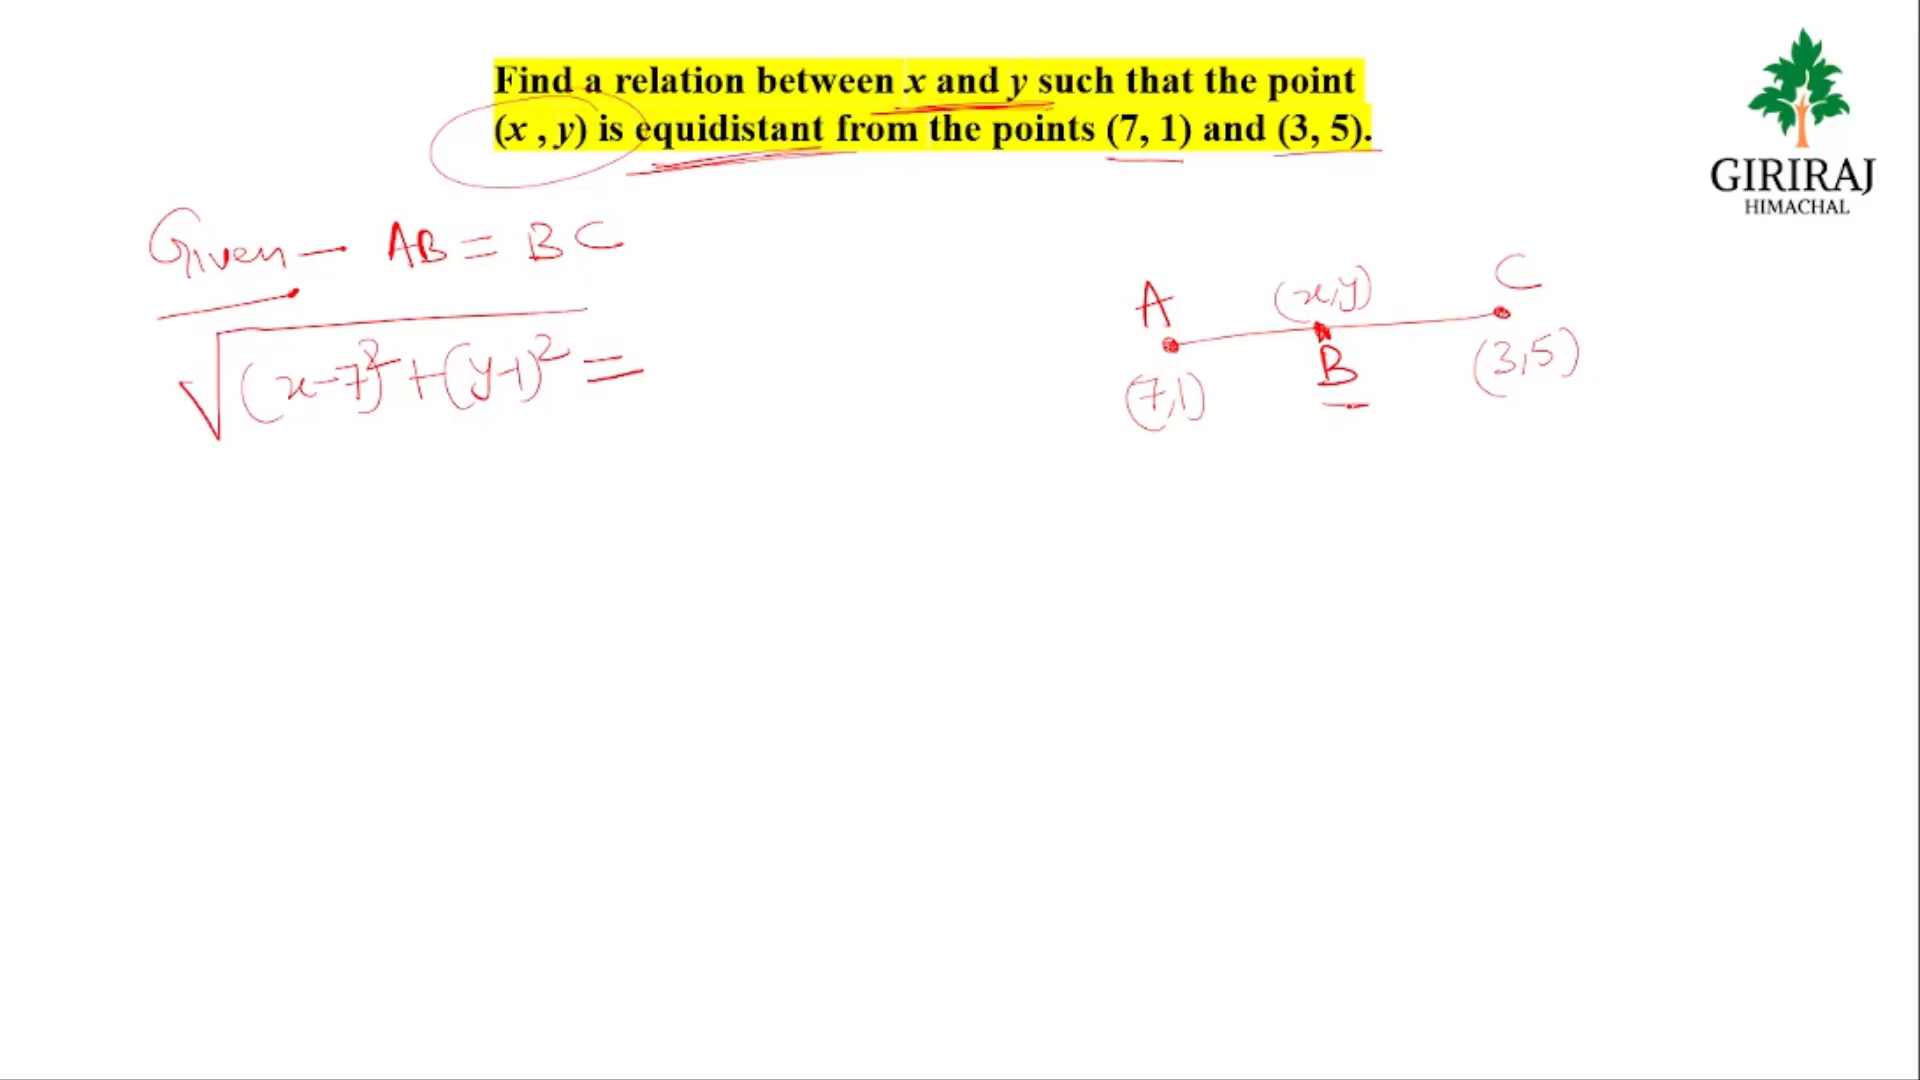 Find a relation between x and y such that the point
(x , y) is equidistant from the points (7, 1) and (3, 5).
GIRIRAJ
HIMACHAL
Given — AB = BC
√(x-7)²+(y-1)² =
A (x,y) C
B
(7,1) (3,5)